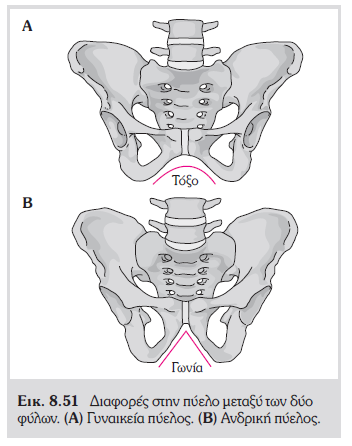 A
Τόξο
B
Γωνία
Εικ. 8.51 Διαφορές στην πύελο μεταξύ των δύο
φύλων. (A) Γυναικεία πύελος. (B) Ανδρική πύελος.